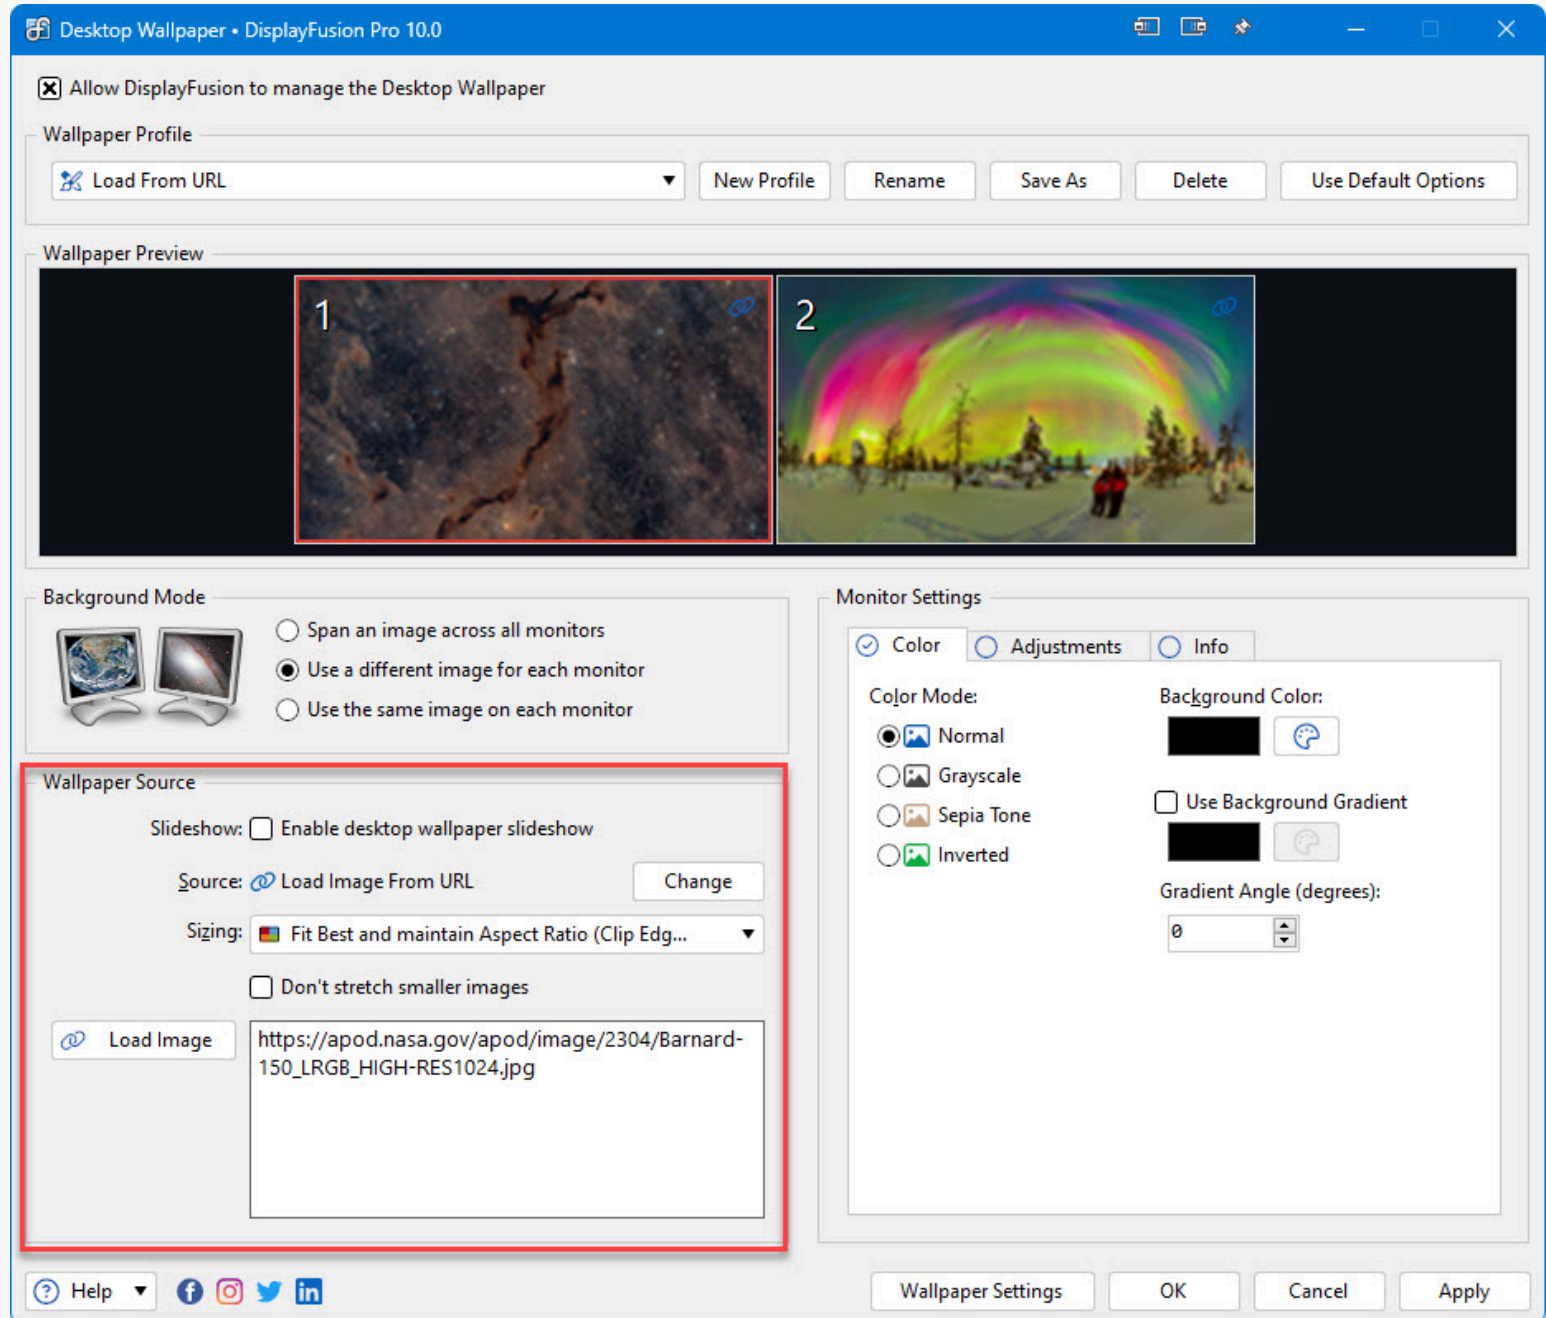 Desktop Wallpaper • DisplayFusion Pro 10.0
Allow DisplayFusion to manage the Desktop Wallpaper
Wallpaper Profile
Load From URL
New Profile
Rename
Save As
Delete
Use Default Options
Wallpaper Preview
1
2
Background Mode
Span an image across all monitors
Use a different image for each monitor
Use the same image on each monitor
Wallpaper Source
Slideshow: Enable desktop wallpaper slideshow
Source: Load Image From URL
Change
Sizing: Fit Best and maintain Aspect Ratio (Clip Edg...
Don't stretch smaller images
Load Image
https://apod.nasa.gov/apod/image/2304/Barnard-
150_LRGB_HIGH-RES1024.jpg
Monitor Settings
Color
Adjustments
Info
Color Mode:
Normal
Grayscale
Sepia Tone
Inverted
Background Color:
Use Background Gradient
Gradient Angle (degrees):
0
Help
Wallpaper Settings
OK
Cancel
Apply